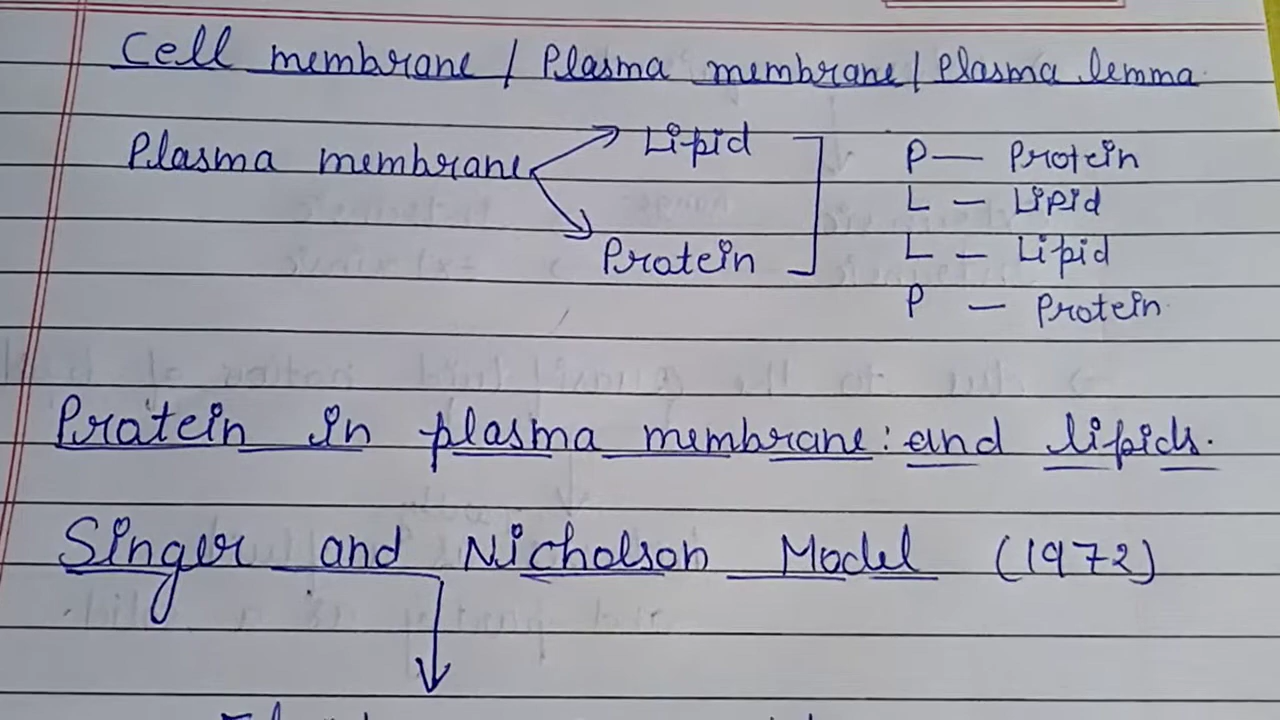 Cell membrane / Plasma membrane / Plasma lemma
Plasma membrane Lipid Protein
P — Protein
L — Lipid
L — Lipid
P — Protein
Protein in plasma membrane: and lipids.
Singer and Nicholson Model (1972)